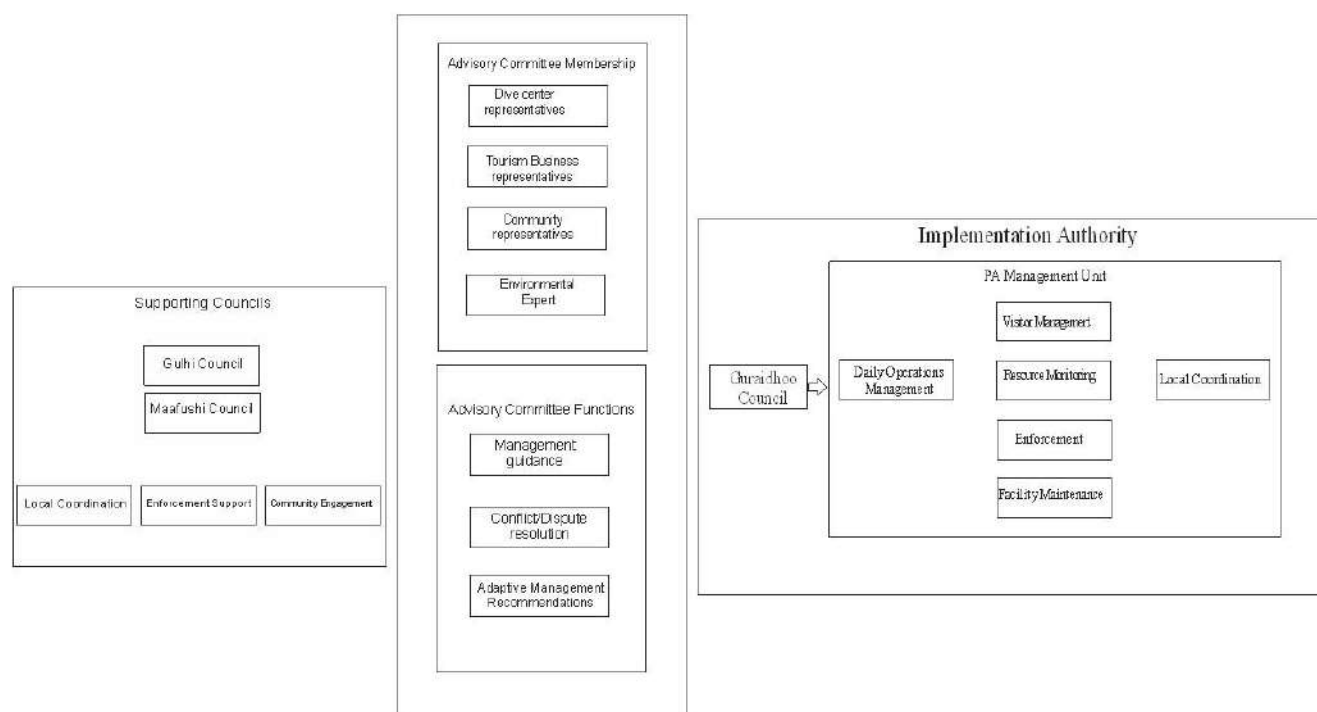 Supporting Councils
Gulhi Council
Maafushi Council
Local Coordination
Enforcement Support
Community Engagement
Advisory Committee Membership
Dive center
representatives
Tourism Business
representatives
Community
representatives
Environmental
Expert
Advisory Committee Functions
Management
guidance
Conflict/Dispute
resolution
Adaptive Management
Recommendations
Implementation Authority
PA Management Unit
Guraidhoo
Council
Daily Operations
Management
Visitor Management
Resource Monitoring
Enforcement
Facility Maintenance
Local Coordination